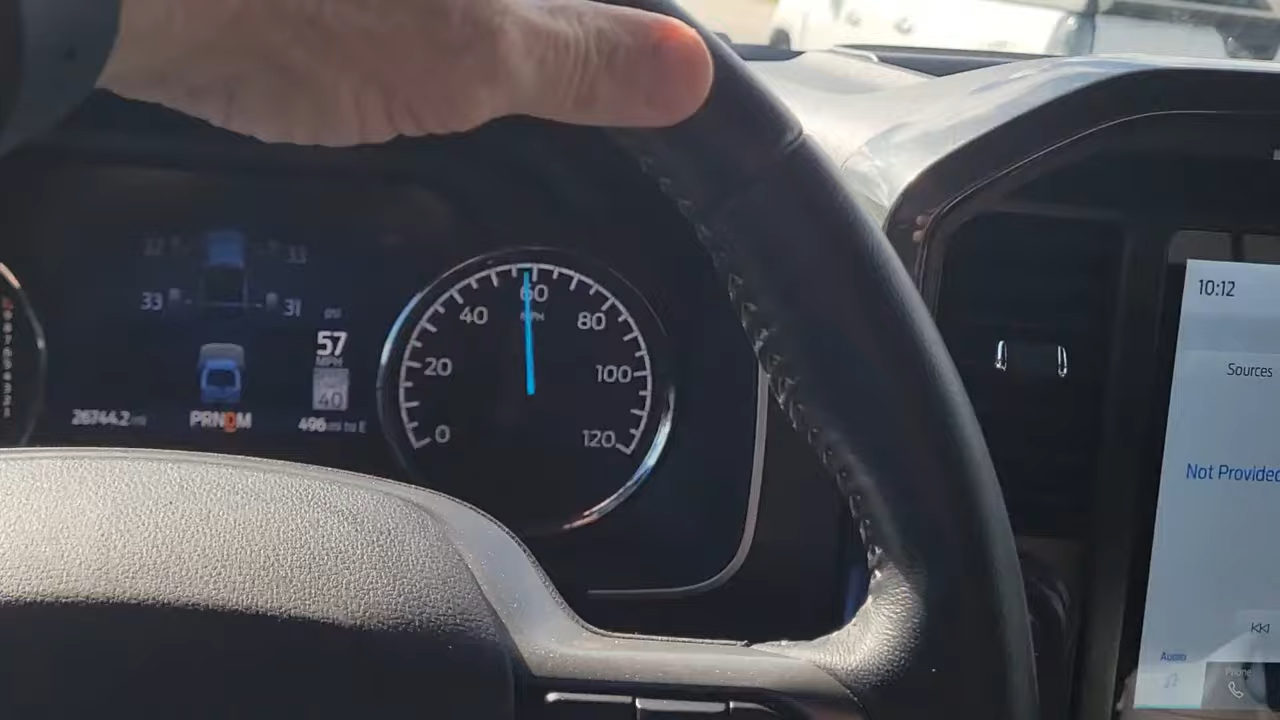 33 31
57
MPH
40
26744.2 mi
PRNDM
496 mi to E
0
20
40
60
80
100
120
MPH
10:12
Sources
Not Provided
Audio
Phone